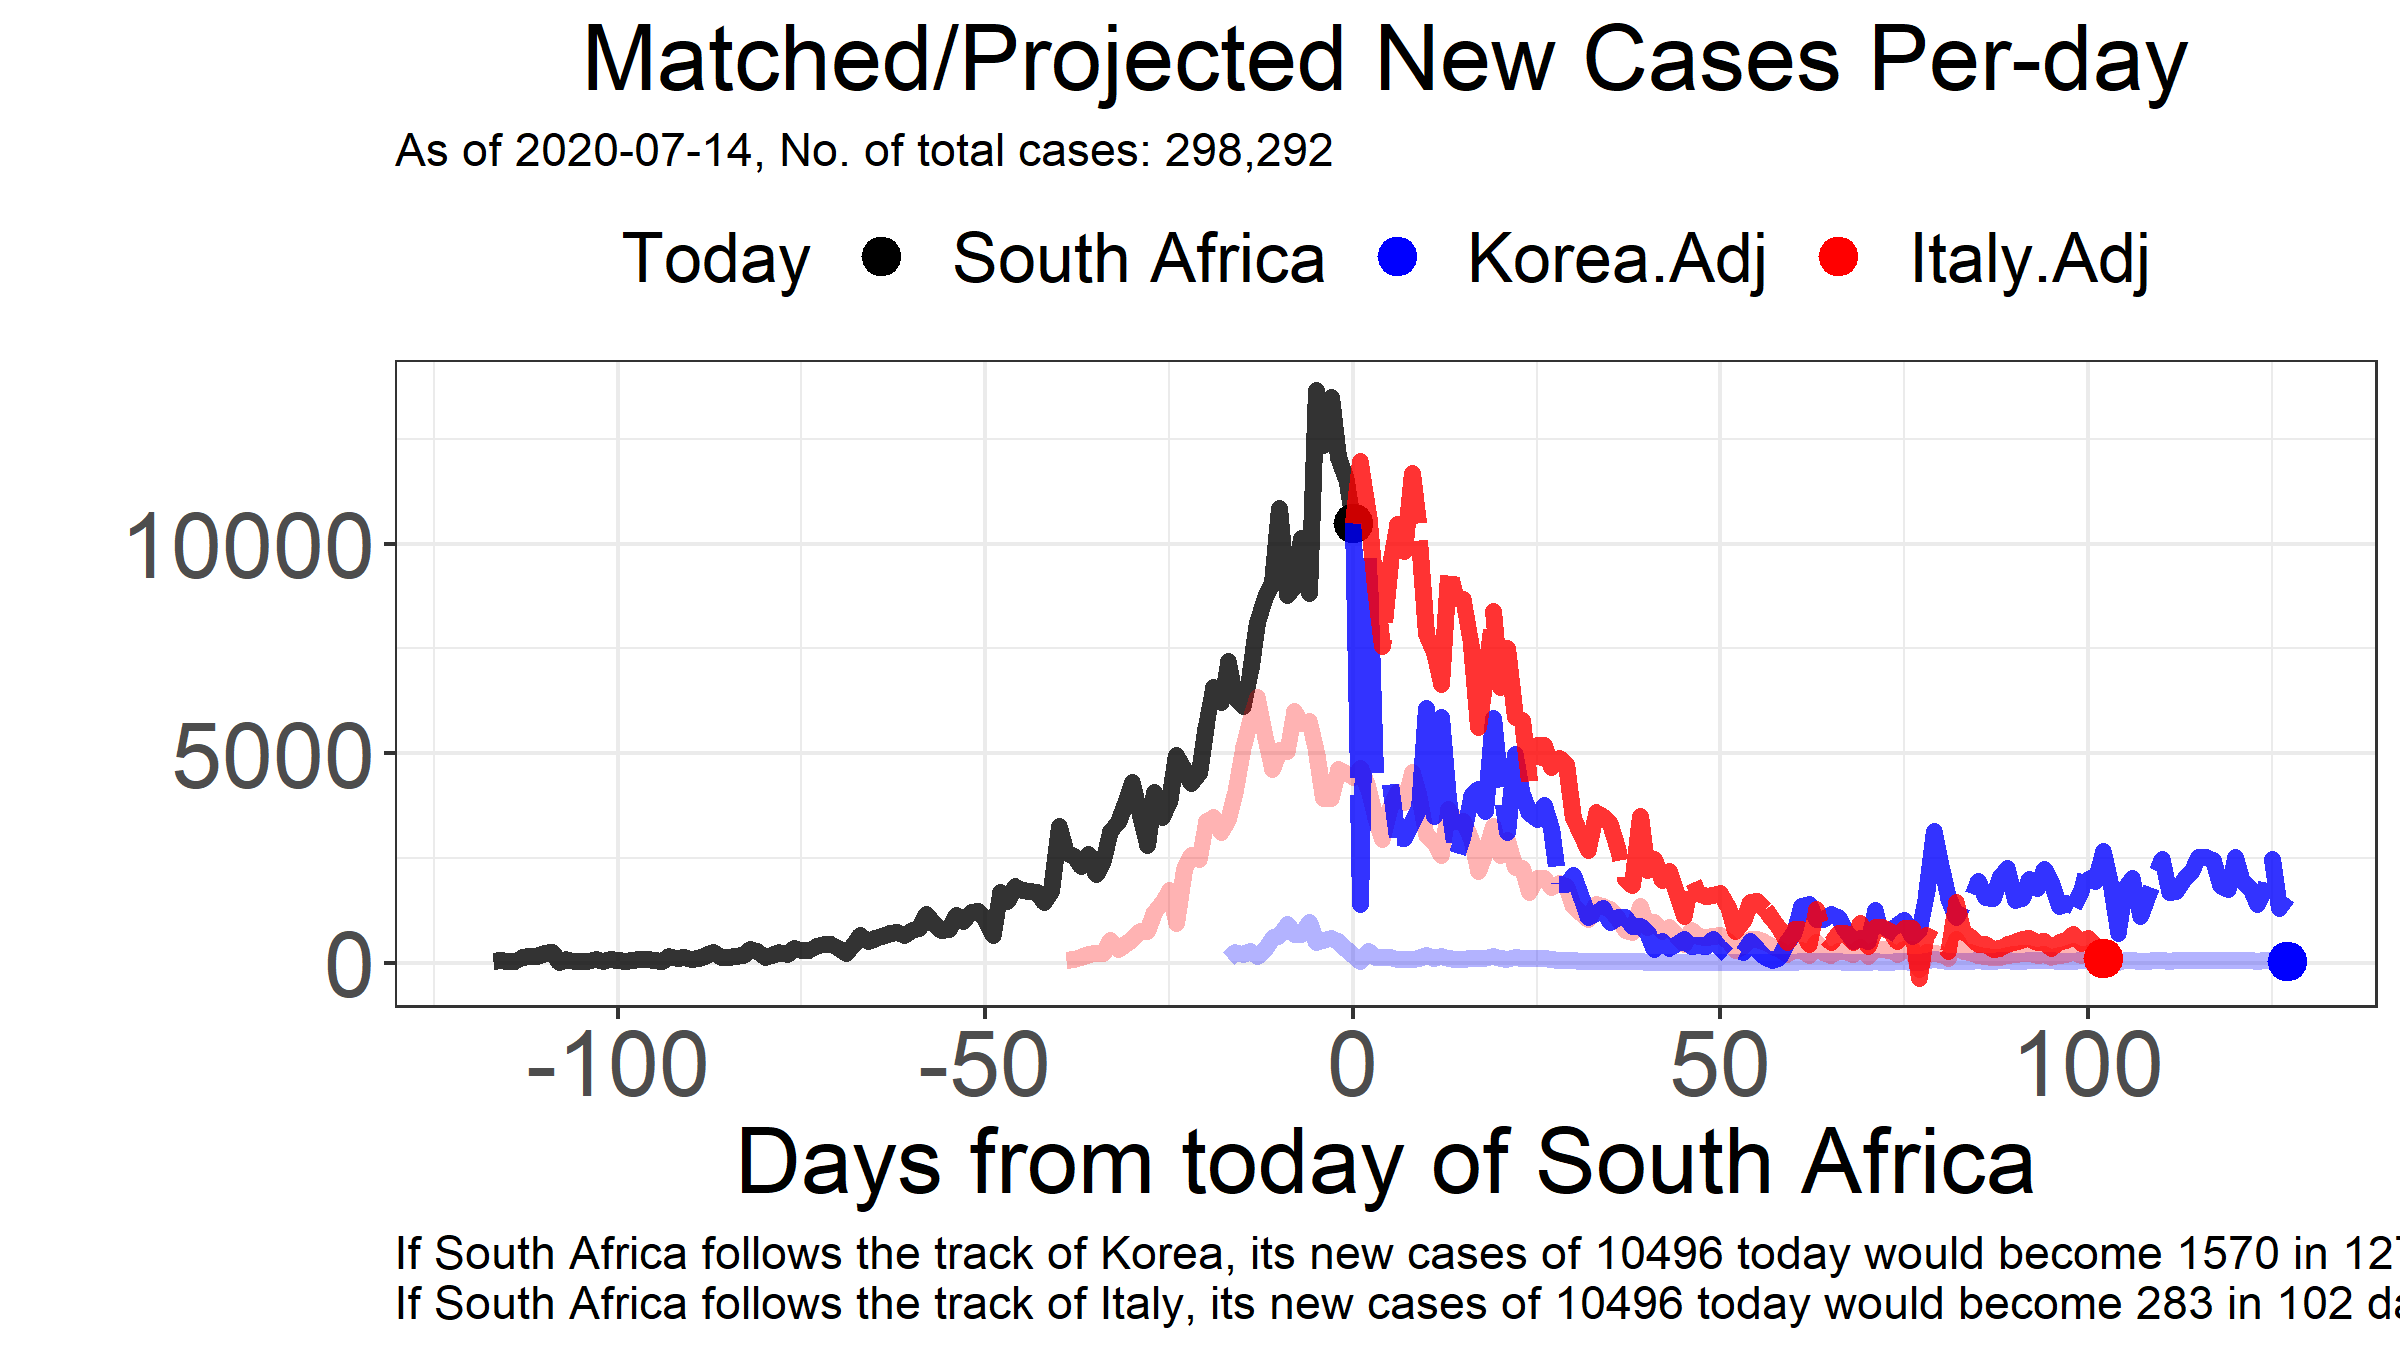 Matched/Projected New Cases Per-day
As of 2020-07-14, No. of total cases: 298,292
Today South Africa Korea.Adj Italy.Adj
10000
5000
0
-100 -50 0 50 100
Days from today of South Africa
If South Africa follows the track of Korea, its new cases of 10496 today would become 1570 in 127
If South Africa follows the track of Italy, its new cases of 10496 today would become 283 in 102